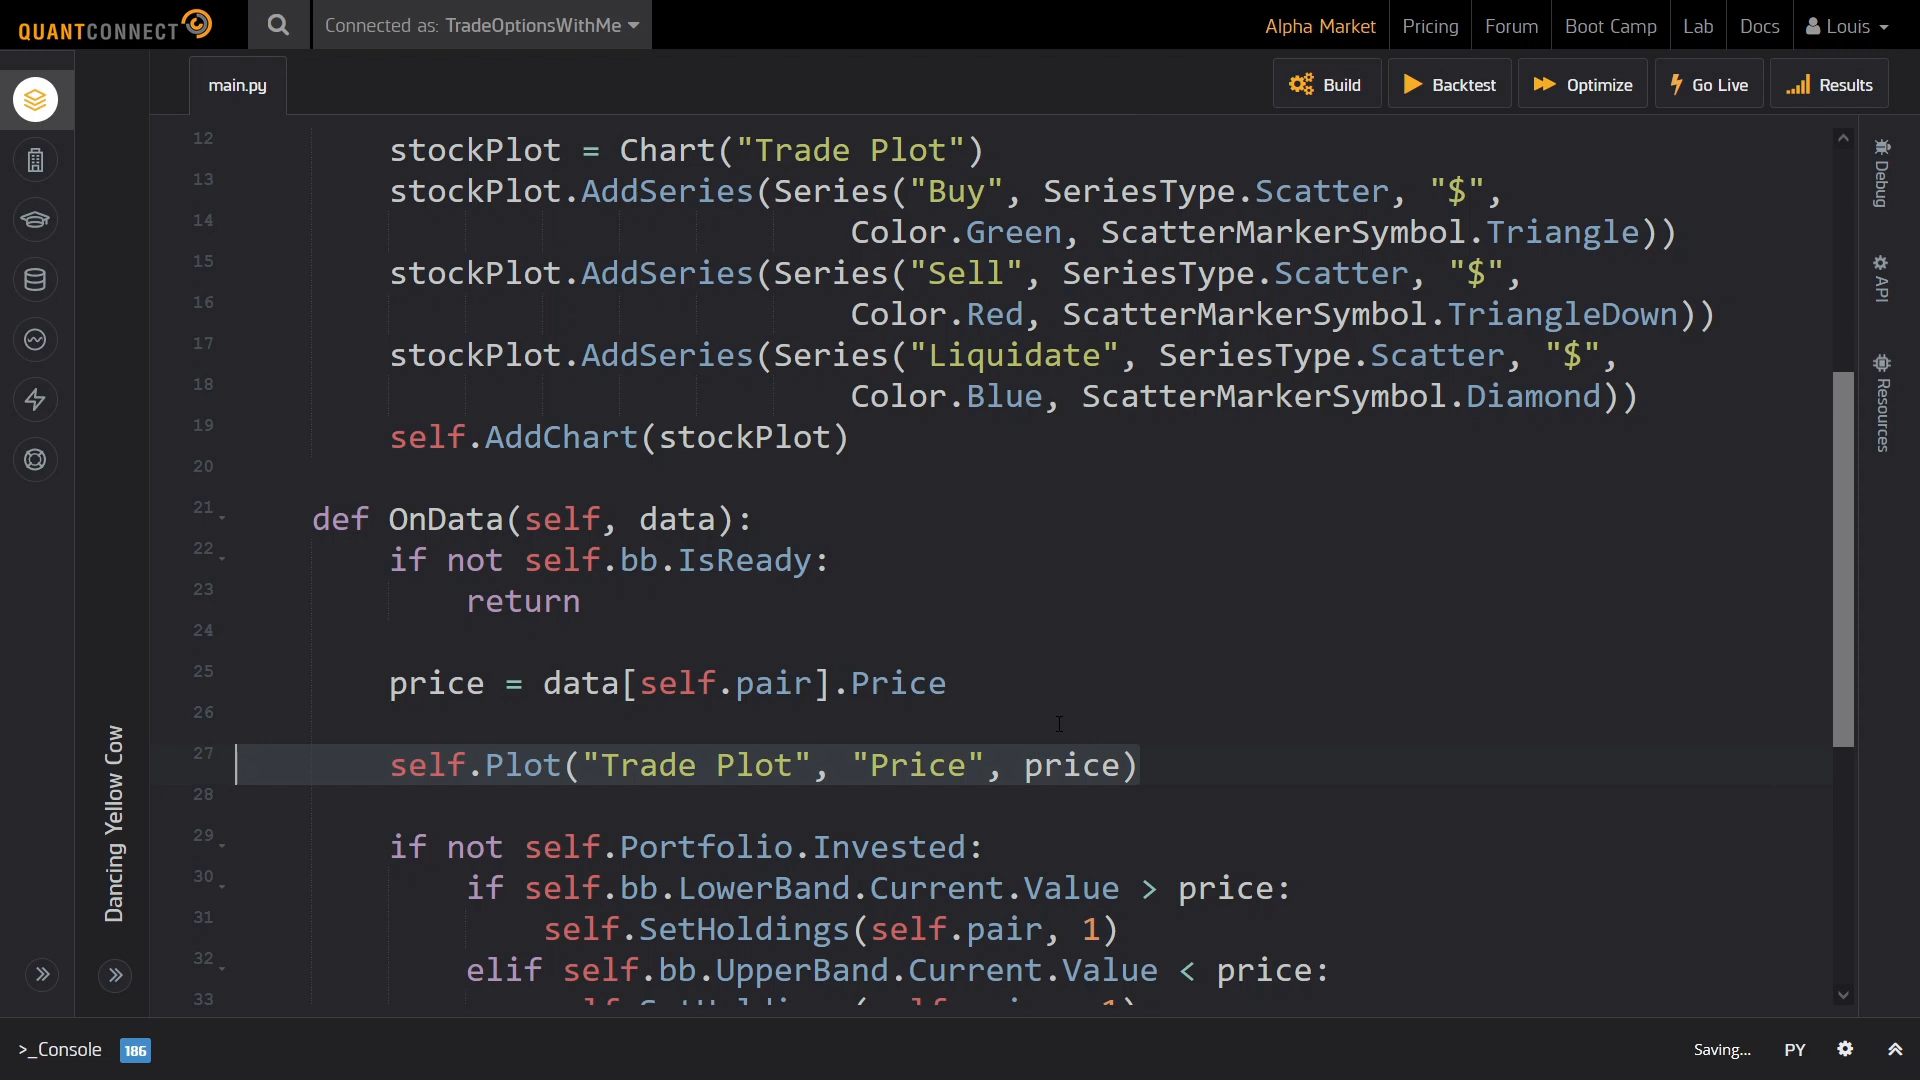 QUANTCONNECT
Connected as: TradeOptionsWithMe
Alpha Market
Pricing
Forum
Boot Camp
Lab
Docs
Louis
main.py
Build
Backtest
Optimize
Go Live
Results
12 stockPlot = Chart("Trade Plot")
13 stockPlot.AddSeries(Series("Buy", SeriesType.Scatter, "$",
14 Color.Green, ScatterMarkerSymbol.Triangle))
15 stockPlot.AddSeries(Series("Sell", SeriesType.Scatter, "$",
16 Color.Red, ScatterMarkerSymbol.TriangleDown))
17 stockPlot.AddSeries(Series("Liquidate", SeriesType.Scatter, "$",
18 Color.Blue, ScatterMarkerSymbol.Diamond))
19 self.AddChart(stockPlot)
20
21 def OnData(self, data):
22 if not self.bb.IsReady:
23 return
24
25 price = data[self.pair].Price
26
27 self.Plot("Trade Plot", "Price", price)
28
29 if not self.Portfolio.Invested:
30 if self.bb.LowerBand.Current.Value > price:
31 self.SetHoldings(self.pair, 1)
32 elif self.bb.UpperBand.Current.Value < price:
33
Debug
API
Resources
Dancing Yellow Cow
>_Console 186
Saving...
PY